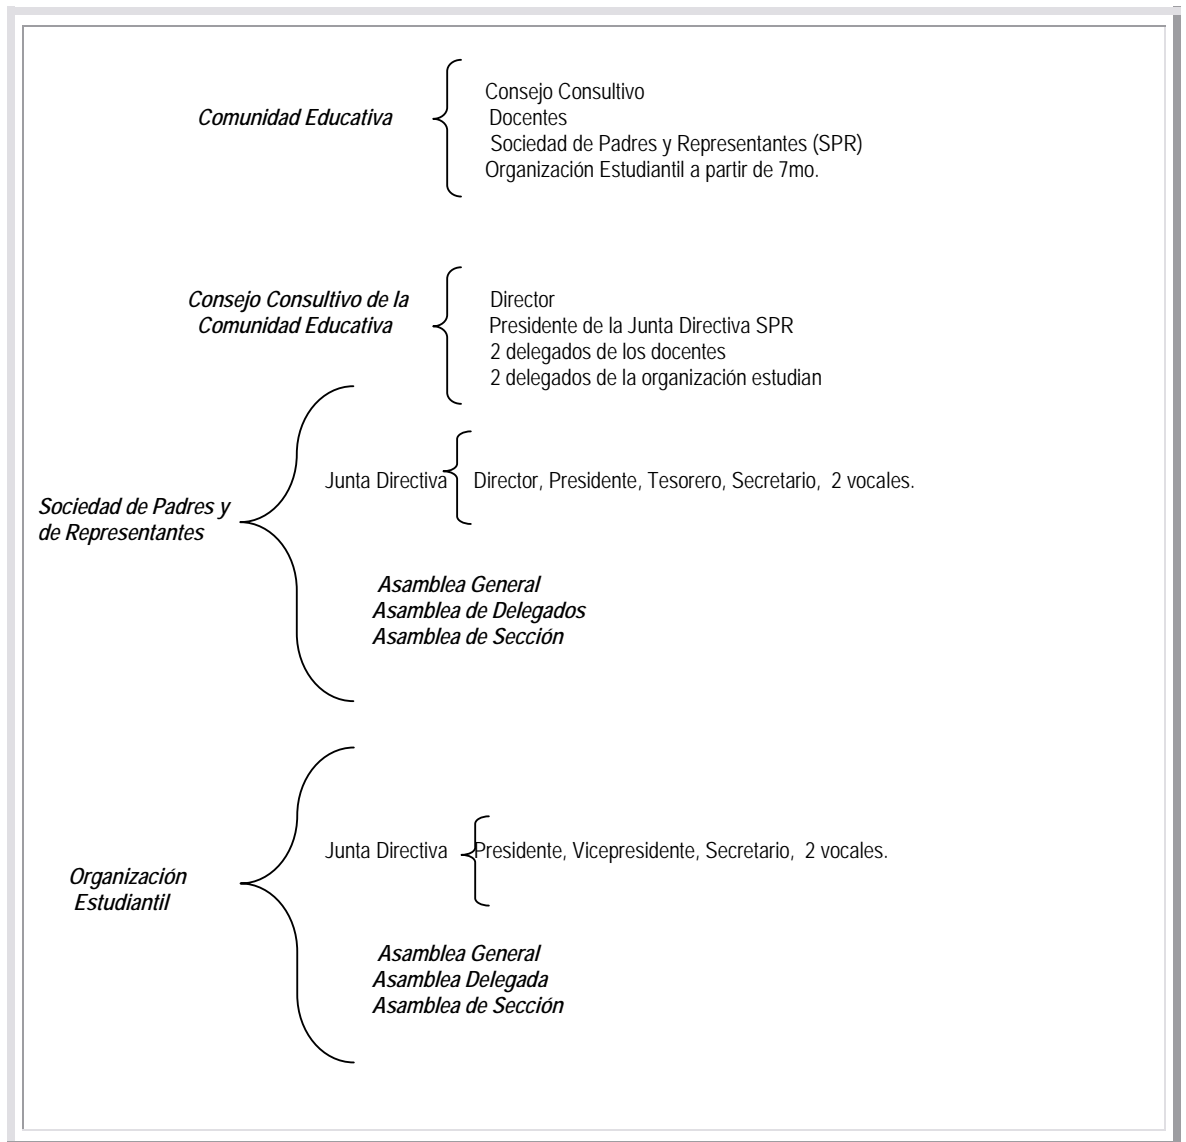 Comunidad Educativa
Consejo Consultivo
Docentes
Sociedad de Padres y Representantes (SPR)
Organización Estudiantil a partir de 7mo.
Consejo Consultivo de la
Comunidad Educativa
Director
Presidente de la Junta Directiva SPR
2 delegados de los docentes
2 delegados de la organización estudian
Sociedad de Padres y
de Representantes
Junta Directiva
Director, Presidente, Tesorero, Secretario, 2 vocales.
Asamblea General
Asamblea de Delegados
Asamblea de Sección
Organización
Estudiantil
Junta Directiva
Presidente, Vicepresidente, Secretario, 2 vocales.
Asamblea General
Asamblea Delegada
Asamblea de Sección